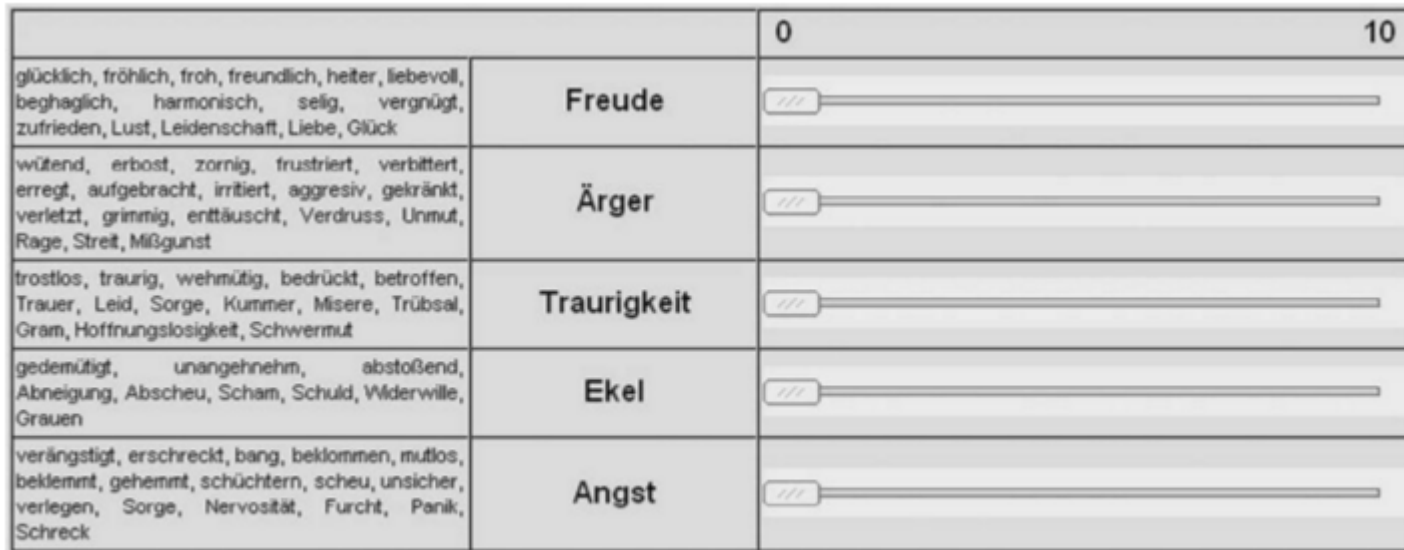 0 10
glücklich, fröhlich, froh, freundlich, heiter, liebevoll,
beghaglich, harmonisch, selig, vergnügt,
zufrieden, Lust, Leidenschaft, Liebe, Glück
Freude
wütend, erbost, zornig, frustriert, verbittert,
erregt, aufgebracht, irritiert, aggresiv, gekränkt,
verletzt, grimmig, enttäuscht, Verdruss, Unmut,
Rage, Streit, Mißgunst
Ärger
trostlos, traurig, wehmütig, bedrückt, betroffen,
Trauer, Leid, Sorge, Kummer, Misere, Trübsal,
Gram, Hoffnungslosigkeit, Schwermut
Traurigkeit
gedemütigt, unangehnehm, abstoßend,
Abneigung, Abscheu, Scham, Schuld, Widerwille,
Grauen
Ekel
verängstigt, erschreckt, bang, beklommen, mutlos,
beklemmt, gehemmt, schüchtern, scheu, unsicher,
verlegen, Sorge, Nervosität, Furcht, Panik,
Schreck
Angst